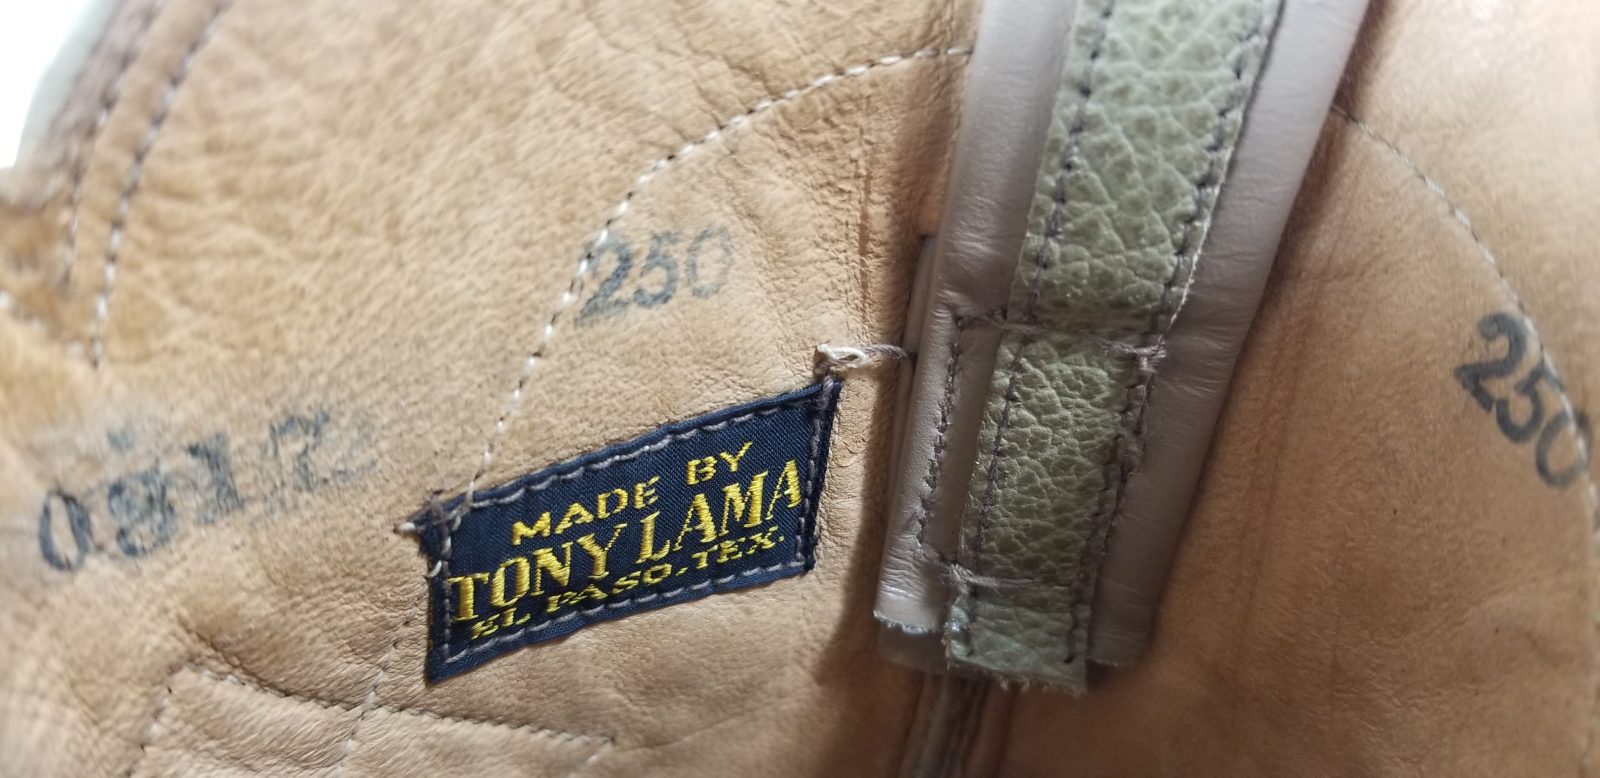 250
250
MADE BY
TONY LAMA
EL PASO.TEX.